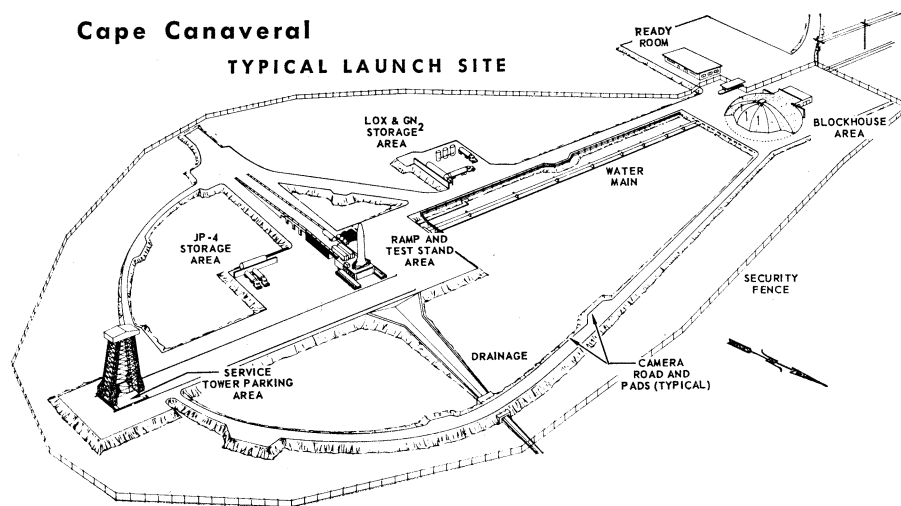 Cape Canaveral
TYPICAL LAUNCH SITE
READY
ROOM
LOX & GN2
STORAGE
AREA
BLOCKHOUSE
AREA
WATER
MAIN
JP-4
STORAGE
AREA
RAMP AND
TEST STAND
AREA
SECURITY
FENCE
DRAINAGE
CAMERA
ROAD AND
PADS (TYPICAL)
SERVICE
TOWER PARKING
AREA